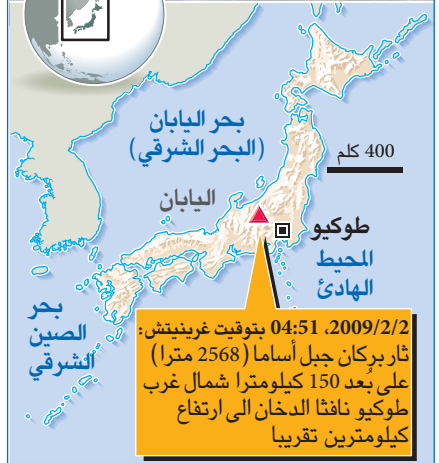 بحر اليابان
(البحر الشرقي)
400 كلم
اليابان
طوكيو
المحيط
الهادئ
بحر
الصين
الشرقي
2009/2/2، 04:51 بتوقيت غرينيتش:
ثار بركان جبل أساما (2568 مترا)
على بُعد 150 كيلومترا شمال غرب
طوكيو نافثا الدخان الى ارتفاع
كيلومترين تقريبا